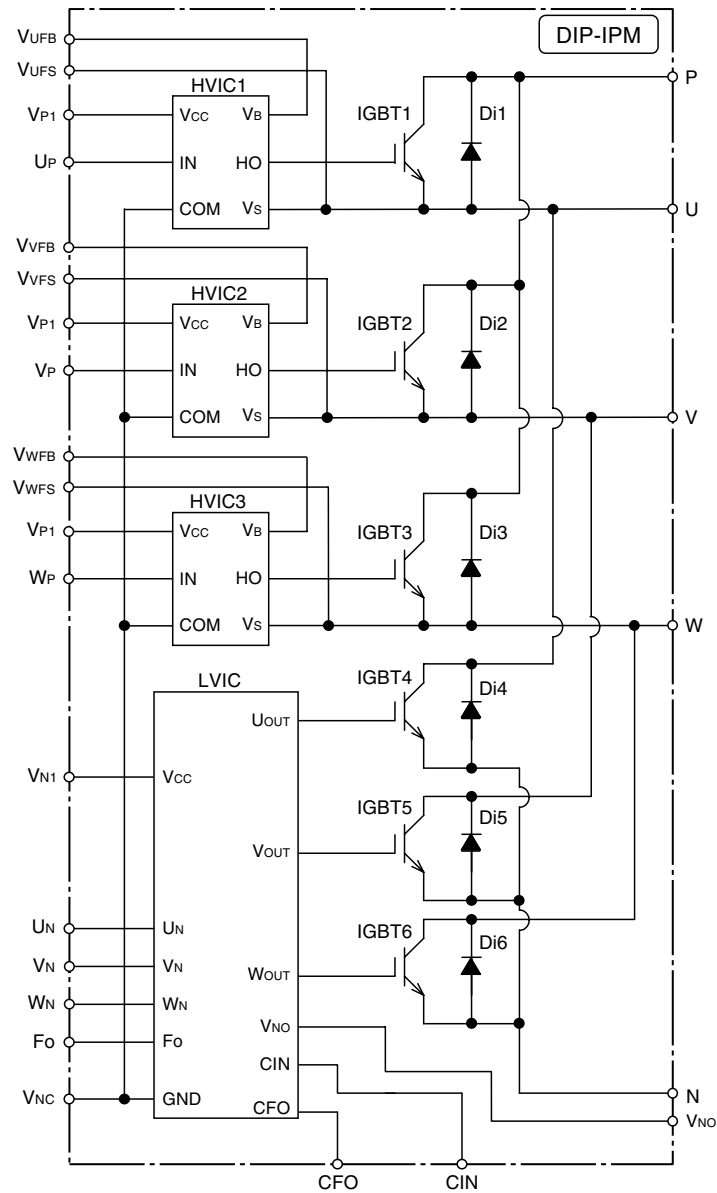 DIP-IPM
VUFB
VUFS
HVIC1
VP1
VCC
VB
IGBT1
Di1
P
UP
IN
HO
COM
VS
U
VVFB
VVFS
HVIC2
VP1
VCC
VB
IGBT2
Di2
VP
IN
HO
COM
VS
V
VWFB
VWFS
HVIC3
VP1
VCC
VB
IGBT3
Di3
WP
IN
HO
COM
VS
W
LVIC
IGBT4
Di4
UOUT
VN1
VCC
IGBT5
Di5
VOUT
UN
UN
IGBT6
Di6
VN
VN
WOUT
WN
WN
Fo
Fo
VNO
CIN
VNC
GND
CFO
N
VNO
CFO
CIN